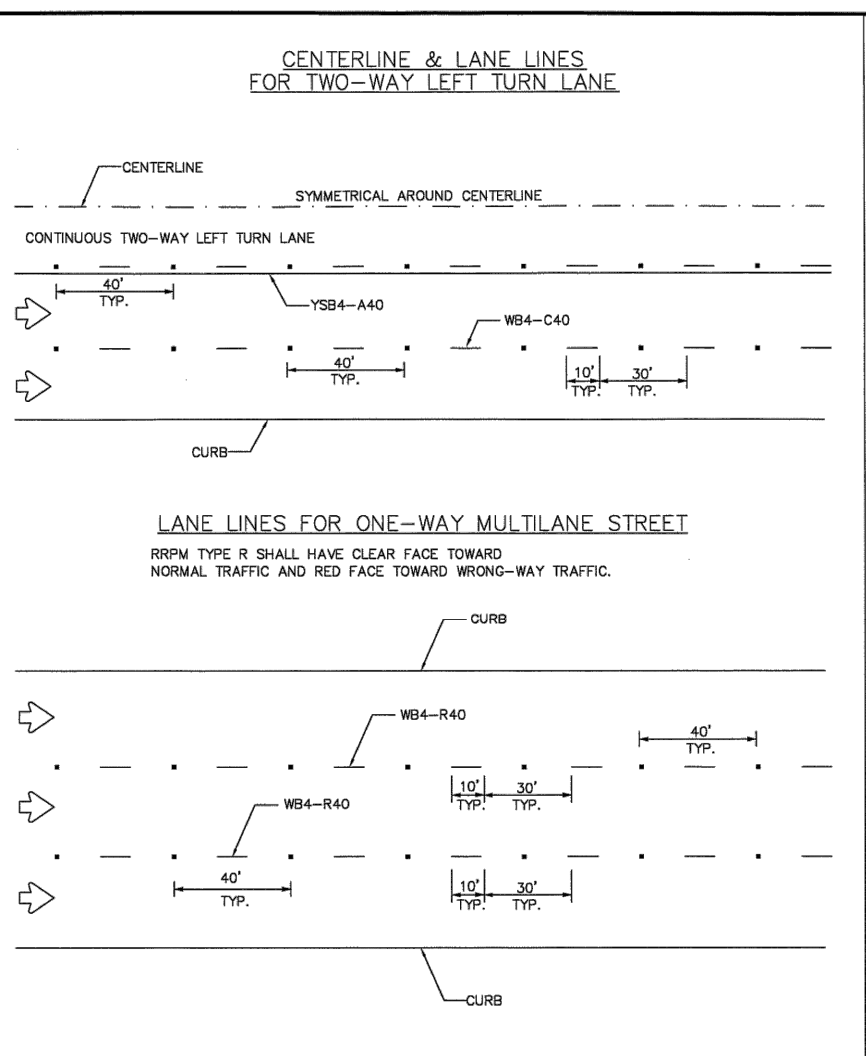 CENTERLINE & LANE LINES
FOR TWO-WAY LEFT TURN LANE
CENTERLINE
SYMMETRICAL AROUND CENTERLINE
CONTINUOUS TWO-WAY LEFT TURN LANE
40'
TYP.
YSB4-A40
WB4-C40
40'
TYP.
10'
TYP.
30'
TYP.
CURB
LANE LINES FOR ONE-WAY MULTILANE STREET
RRPM TYPE R SHALL HAVE CLEAR FACE TOWARD
NORMAL TRAFFIC AND RED FACE TOWARD WRONG-WAY TRAFFIC.
CURB
WB4-R40
40'
TYP.
10'
TYP.
30'
TYP.
WB4-R40
40'
TYP.
10'
TYP.
30'
TYP.
CURB